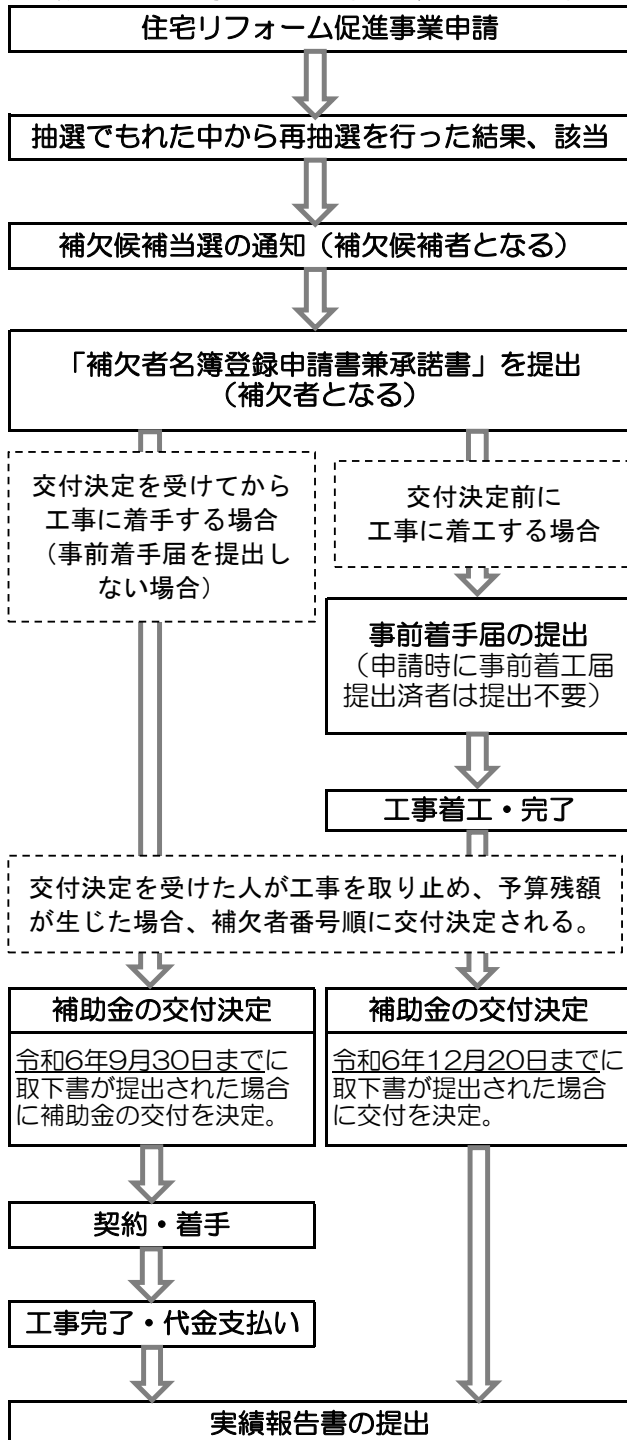 住宅リフォーム促進事業申請
抽選でもれた中から再抽選を行った結果、該当
補欠候補当選の通知（補欠候補者となる）
「補欠者名簿登録申請書兼承諾書」を提出
（補欠者となる）
交付決定を受けてから
工事に着手する場合
（事前着手届を提出し
ない場合）
交付決定前に
工事に着工する場合
事前着手届の提出
（申請時に事前着工届
提出済者は提出不要）
工事着工・完了
交付決定を受けた人が工事を取り止め、予算残額
が生じた場合、補欠者番号順に交付決定される。
補助金の交付決定
令和6年9月30日までに
取下書が提出された場合
に補助金の交付を決定。
補助金の交付決定
令和6年12月20日までに
取下書が提出された場合
に交付を決定。
契約・着手
工事完了・代金支払い
実績報告書の提出